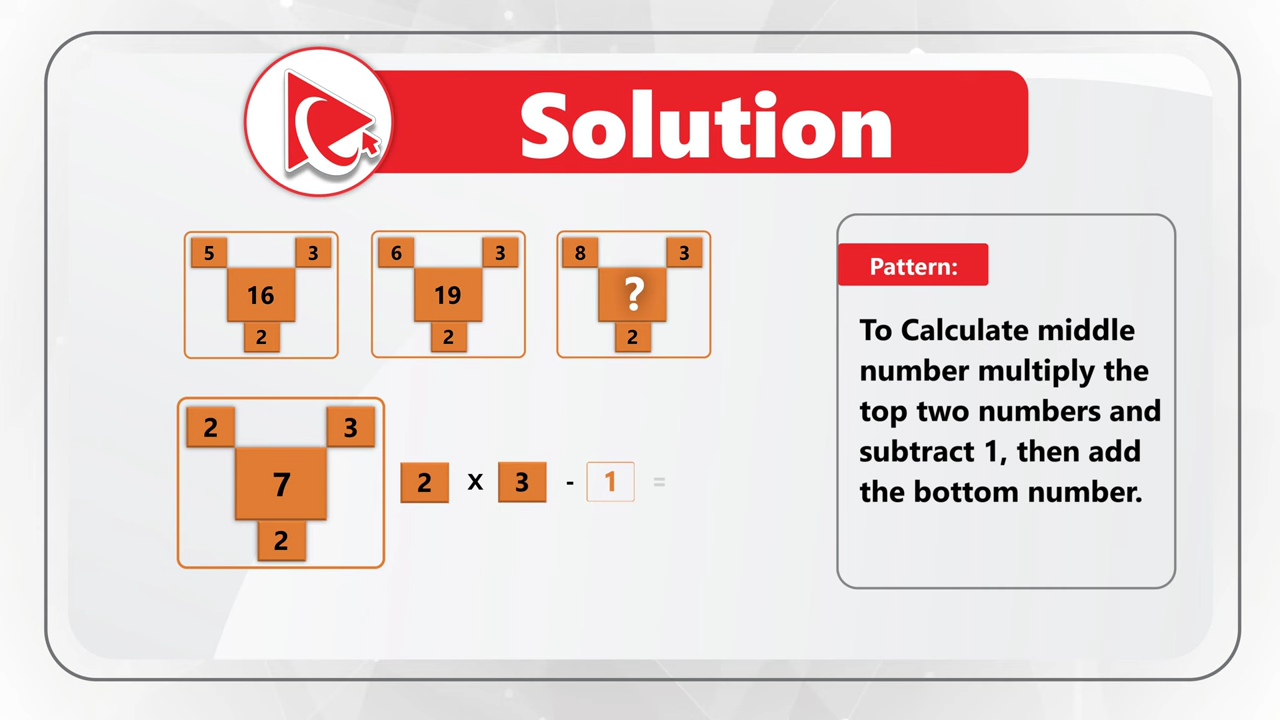 Solution
5 3 6 3 8 3
16 19 ?
2 2 2
Pattern:
To Calculate middle
number multiply the
top two numbers and
subtract 1, then add
the bottom number.
2 3
7
2
2 X 3 - 1 =